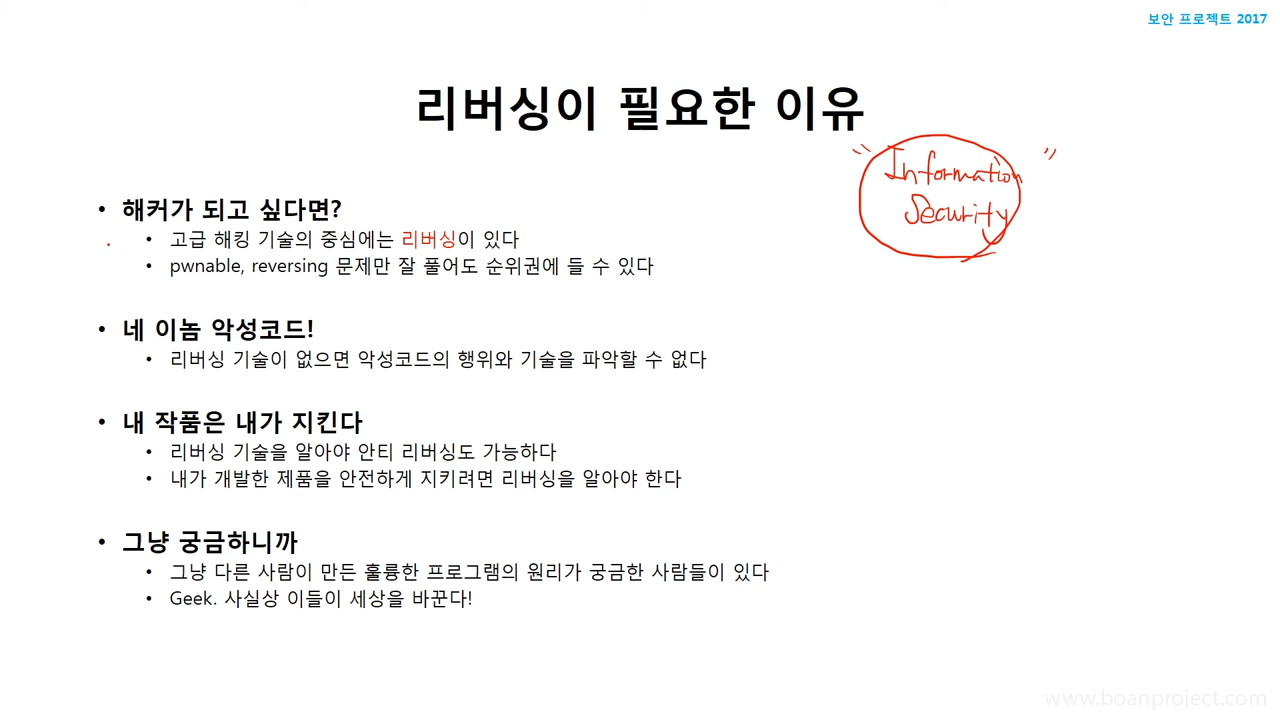 보안 프로젝트 2017
리버싱이 필요한 이유
" Information "
Security
• 해커가 되고 싶다면?
• 고급 해킹 기술의 중심에는 리버싱이 있다
• pwnable, reversing 문제만 잘 풀어도 순위권에 들 수 있다
• 네 이놈 악성코드!
• 리버싱 기술이 없으면 악성코드의 행위와 기술을 파악할 수 없다
• 내 작품은 내가 지킨다
• 리버싱 기술을 알아야 안티 리버싱도 가능하다
• 내가 개발한 제품을 안전하게 지키려면 리버싱을 알아야 한다
• 그냥 궁금하니까
• 그냥 다른 사람이 만든 훌륭한 프로그램의 원리가 궁금한 사람들이 있다
• Geek. 사실상 이들이 세상을 바꾼다!
www.boanproject.com